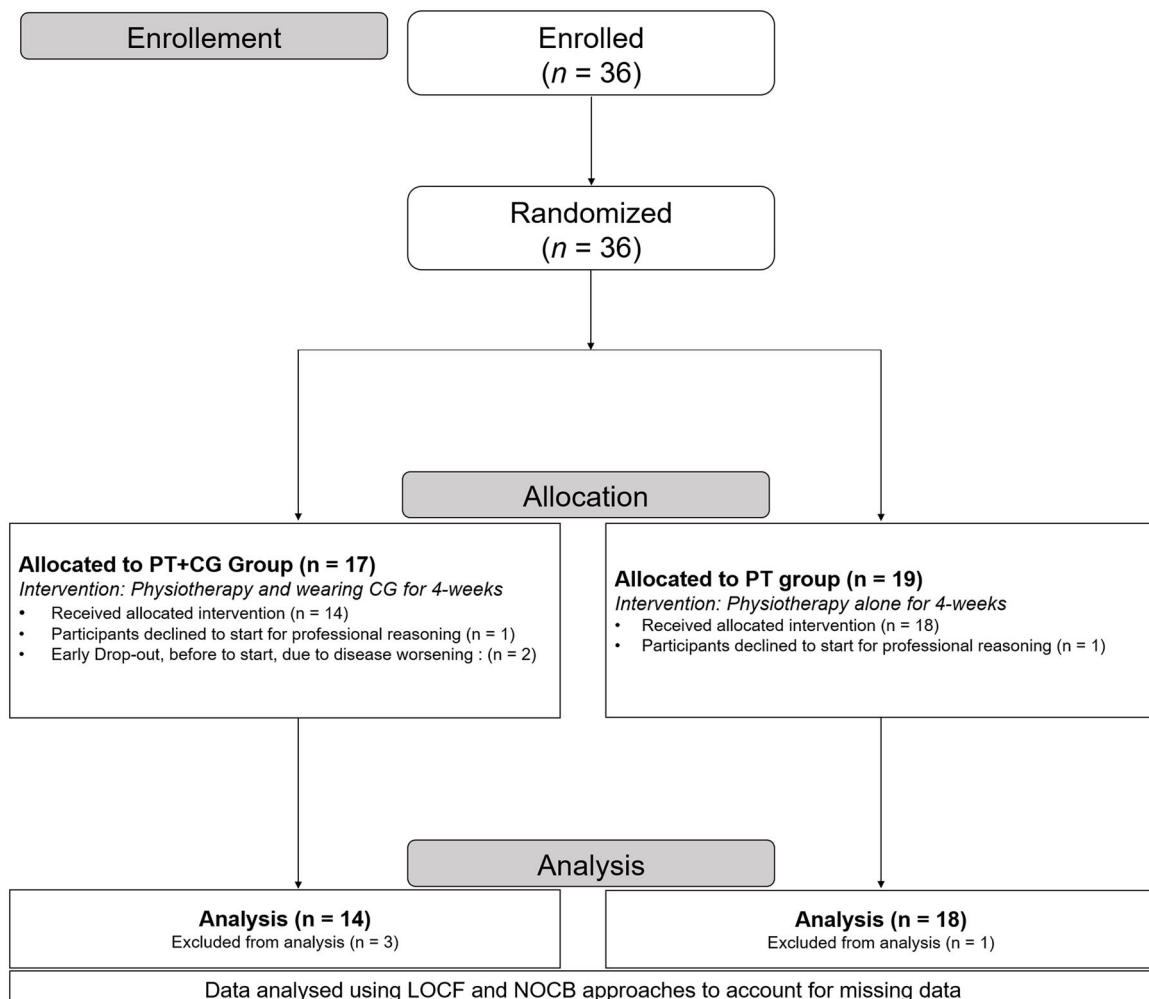 Enrollement
Enrolled
(n = 36)
Randomized
(n = 36)
Allocation
Allocated to PT+CG Group (n = 17)
Intervention: Physiotherapy and wearing CG for 4-weeks
• Received allocated intervention (n = 14)
• Participants declined to start for professional reasoning (n = 1)
• Early Drop-out, before to start, due to disease worsening : (n = 2)
Allocated to PT group (n = 19)
Intervention: Physiotherapy alone for 4-weeks
• Received allocated intervention (n = 18)
• Participants declined to start for professional reasoning (n = 1)
Analysis
Analysis (n = 14)
Excluded from analysis (n = 3)
Analysis (n = 18)
Excluded from analysis (n = 1)
Data analysed using LOCF and NOCB approaches to account for missing data